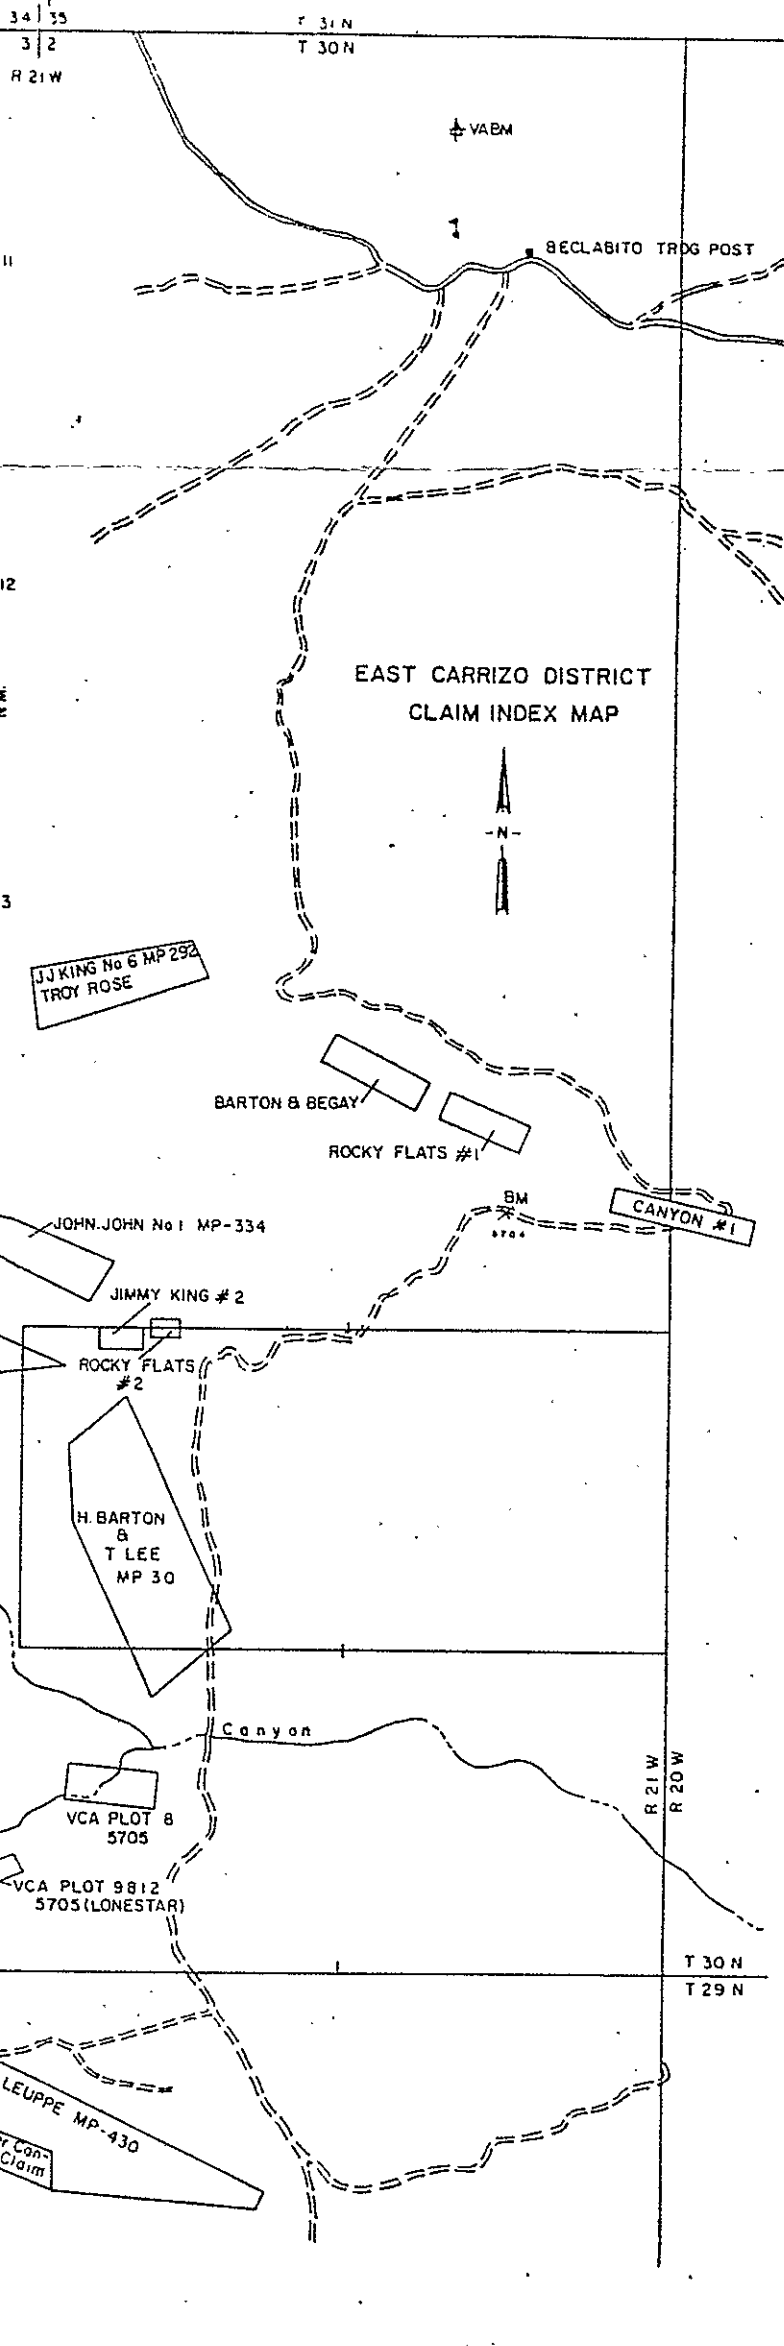 34 35
T 31 N
3 2
T 30 N
R 21 W
VABM
BECLABITO TRDG POST
11
12
EAST CARRIZO DISTRICT
CLAIM INDEX MAP
-N-
3
JJ KING No 6 MP 292
TROY ROSE
BARTON & BEGAY
ROCKY FLATS #1
BM
CANYON #1
JOHN JOHN No 1 MP-334
JIMMY KING #2
ROCKY FLATS
#2
H. BARTON
&
T LEE
MP 30
Canyon
R 21 W
R 20 W
VCA PLOT 8
5705
VCA PLOT 9812
5705 (LONESTAR)
T 30 N
T 29 N
LEUPPE MP-430
r Can-
Claim